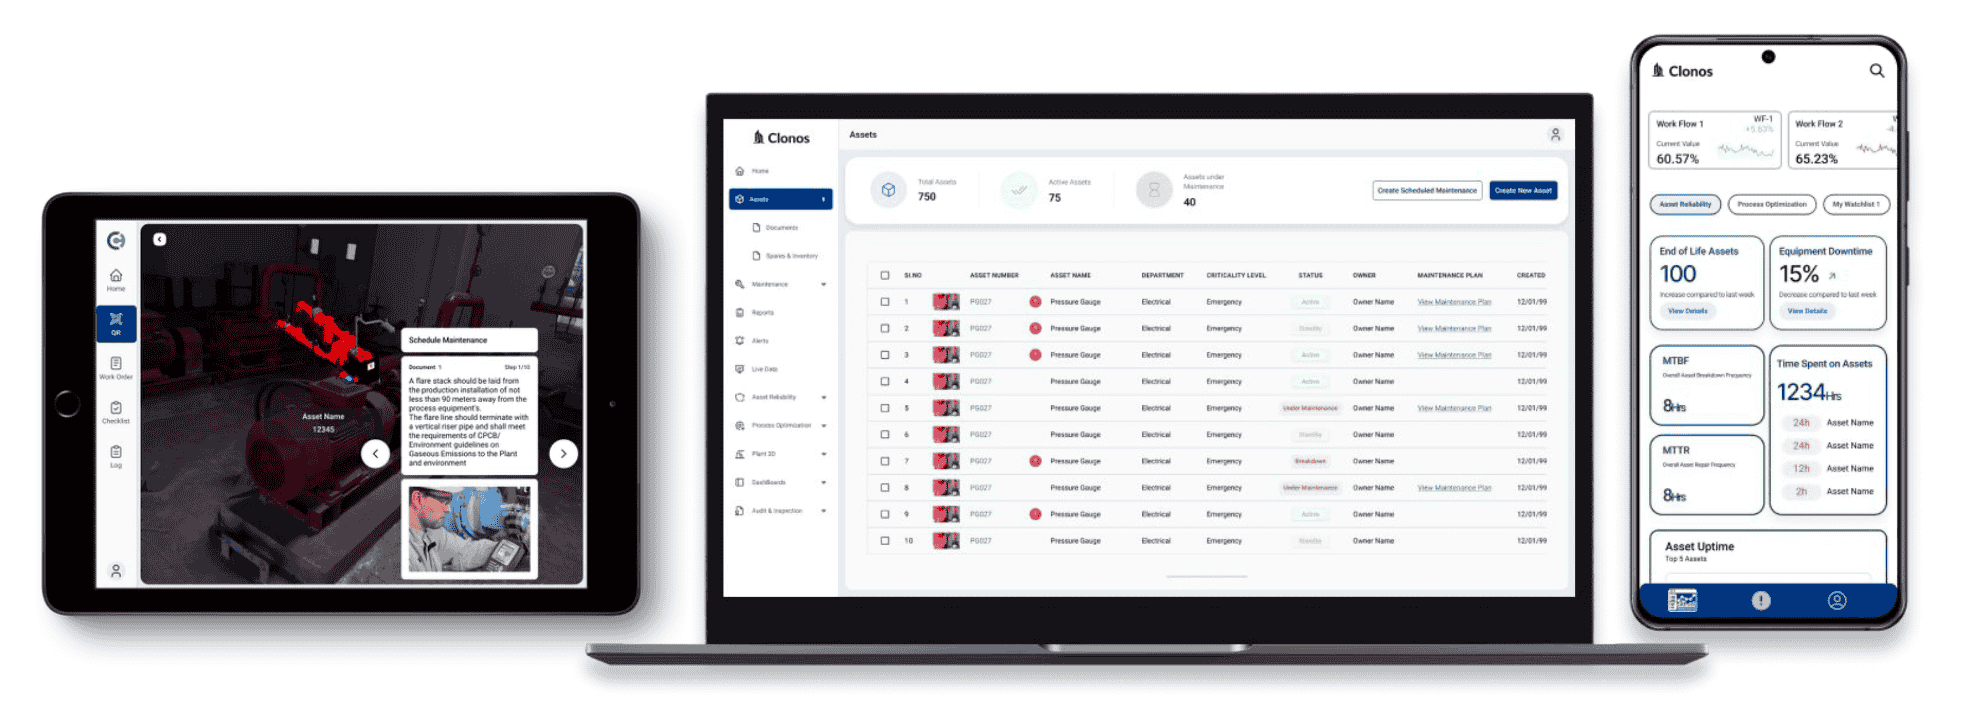 Home
QR
Work Order
Checklist
Log
Asset Name
12345
Schedule Maintenance
Document 1 Step 1/10
A flare stack should be laid from
the production installation of not
less than 90 meters away from the
process equipment's.
The flare line should terminate with
a vertical riser pipe and shall meet
the requirements of CPCB/
Environment guidelines on
Gaseous Emissions to the Plant
and environment
Clonos
Home
Assets
Documents
Spares & Inventory
Maintenance
Reports
Alerts
Live Data
Asset Reliability
Process Optimization
Plant 3D
DashBoards
Audit & Inspection
Assets
Total Assets
750
Active Assets
75
Assets under
Maintenance
40
Create Scheduled Maintenance
Create New Asset
SI.NO ASSET NUMBER ASSET NAME DEPARTMENT CRITICALITY LEVEL STATUS OWNER MAINTENANCE PLAN CREATED
1 PG027 Pressure Gauge Electrical Emergency Active Owner Name View Maintenance Plan 12/01/99
2 PG027 Pressure Gauge Electrical Emergency Standby Owner Name View Maintenance Plan 12/01/99
3 PG027 Pressure Gauge Electrical Emergency Active Owner Name View Maintenance Plan 12/01/99
4 PG027 Pressure Gauge Electrical Emergency Active Owner Name 12/01/99
5 PG027 Pressure Gauge Electrical Emergency Under Maintenance Owner Name View Maintenance Plan 12/01/99
6 PG027 Pressure Gauge Electrical Emergency Standby Owner Name 12/01/99
7 PG027 Pressure Gauge Electrical Emergency Breakdown Owner Name 12/01/99
8 PG027 Pressure Gauge Electrical Emergency Under Maintenance Owner Name View Maintenance Plan 12/01/99
9 PG027 Pressure Gauge Electrical Emergency Active Owner Name 12/01/99
10 PG027 Pressure Gauge Electrical Emergency Standby Owner Name 12/01/99
Clonos
Work Flow 1 WF-1
+5.63%
Current Value
60.57%
Work Flow 2
Current Value
65.23%
Asset Reliability
Process Optimization
My Watchlist 1
End of Life Assets
100
Increase compared to last week
View Details
Equipment Downtime
15%
Decrease compared to last week
View Details
MTBF
Overall Asset Breakdown Frequency
8Hrs
MTTR
Overall Asset Repair Frequency
8Hrs
Time Spent on Assets
1234Hrs
24h Asset Name
24h Asset Name
12h Asset Name
2h Asset Name
Asset Uptime
Top 5 Assets